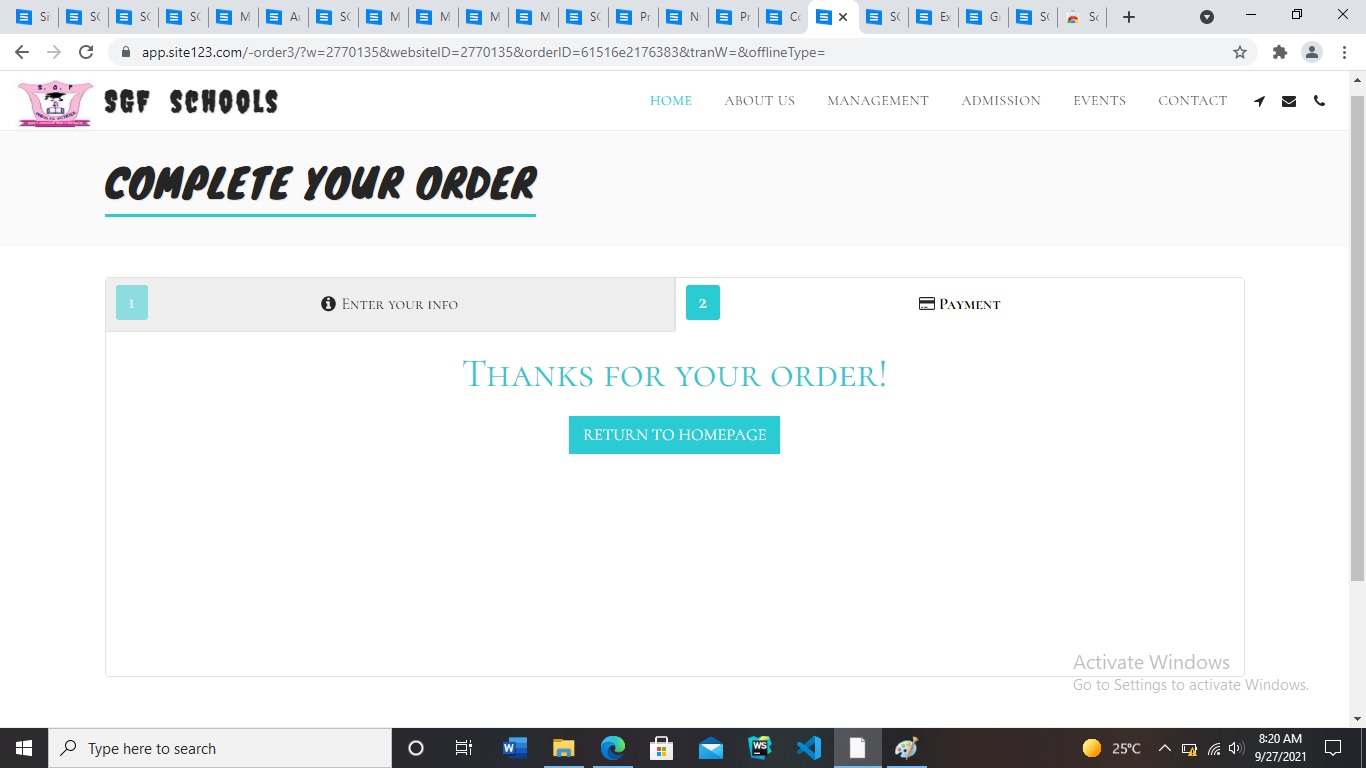 Si
SC
SC
SC
M
Au
SC
M
M
M
M
SC
Pr
N
Pr
Co
SC
Ex
G
SC
Sc
app.site123.com/-order3/?w=2770135&websiteID=2770135&orderID=61516e2176383&tranW=&offlineType=
S. G. F
SGF SCHOOLS
HOME
ABOUT US
MANAGEMENT
ADMISSION
EVENTS
CONTACT
COMPLETE YOUR ORDER
1
Enter your info
2
Payment
Thanks for your order!
RETURN TO HOMEPAGE
Activate Windows
Go to Settings to activate Windows.
Type here to search
W
WS
25°C
8:20 AM
9/27/2021